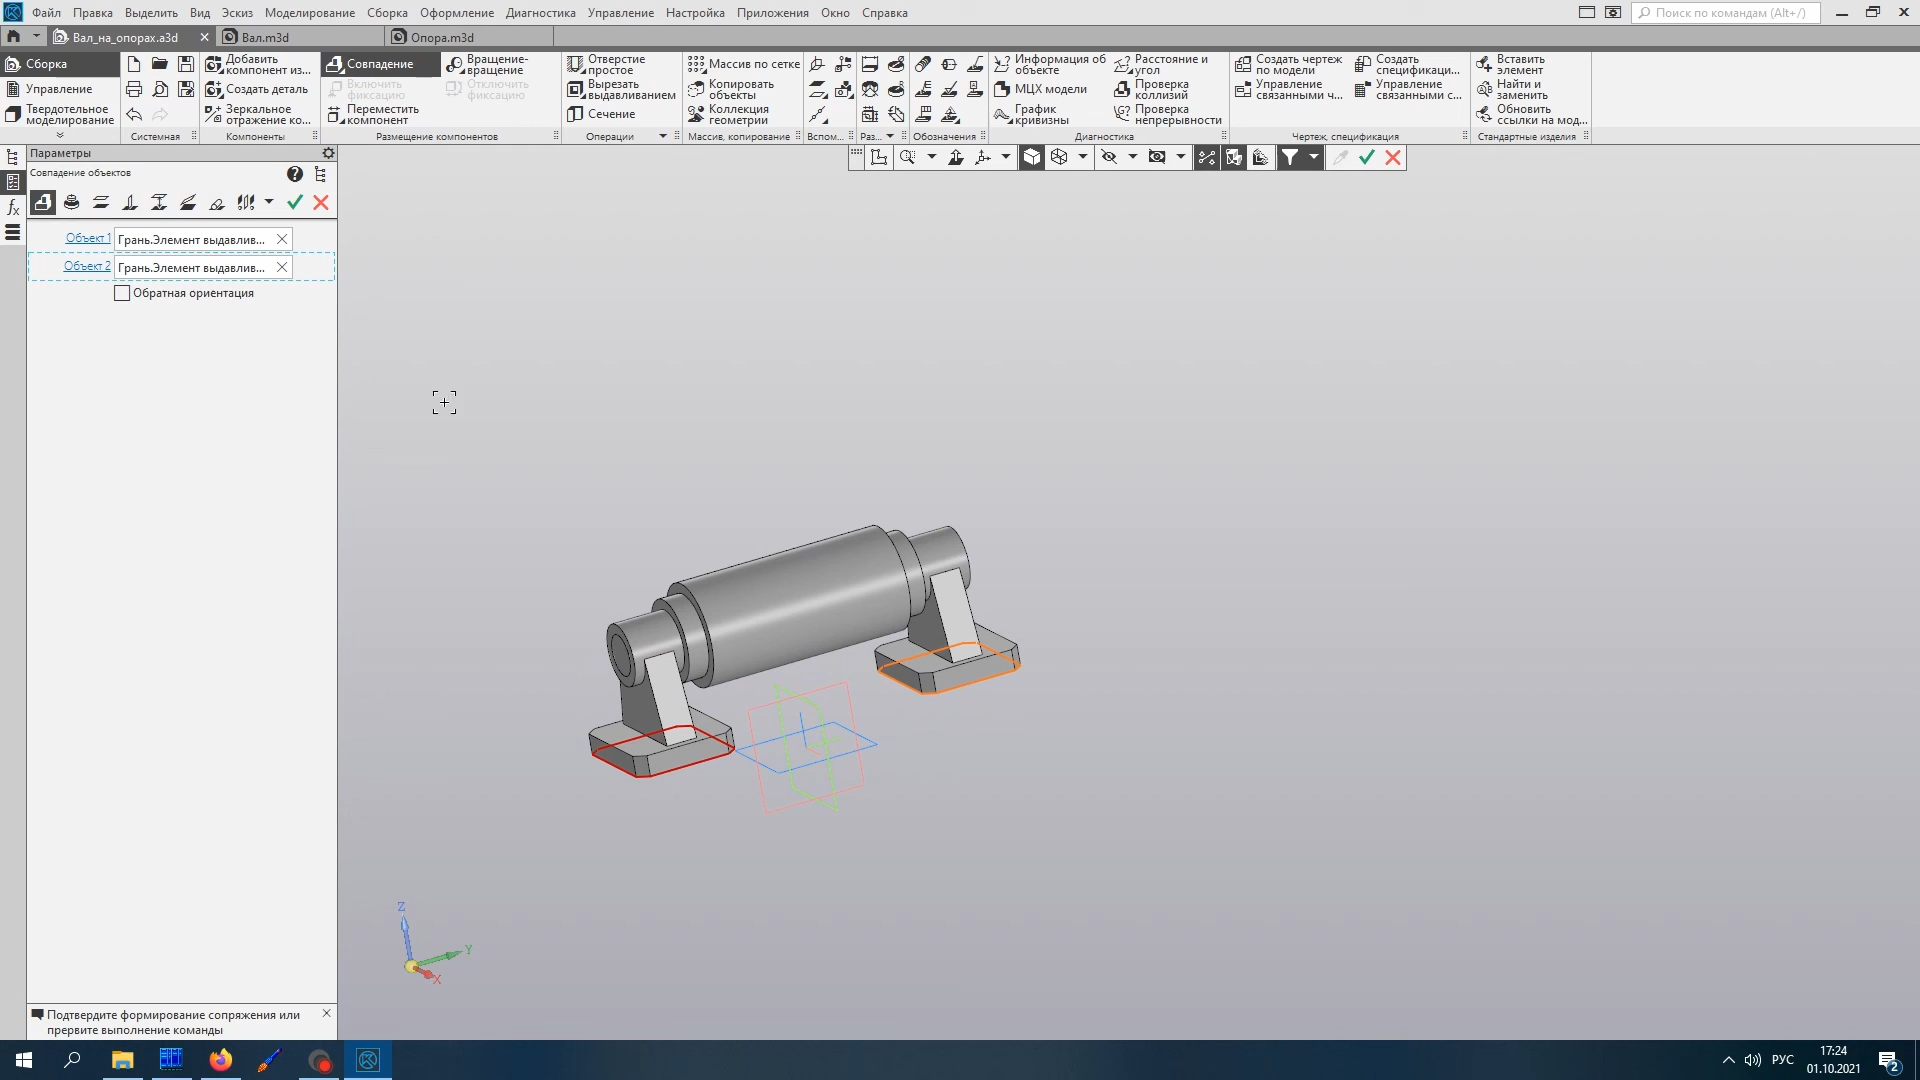 Файл Правка Выделить Вид Эскиз Моделирование Сборка Оформление Диагностика Управление Настройка Приложения Окно Справка
Поиск по командам (Alt+/)
Вал_на_опорах.a3d
Вал.m3d
Опора.m3d
Сборка
Управление
Твердотельное моделирование
Системная
Добавить компонент из...
Создать деталь
Зеркальное отражение ко...
Компоненты
Совпадение
Включить фиксацию
Переместить компонент
Вращение-вращение
Отключить фиксацию
Размещение компонентов
Отверстие простое
Вырезать выдавливанием
Сечение
Операции
Массив по сетке
Копировать объекты
Коллекция геометрии
Массив, копирование
Вспом...
Раз...
Обозначения
Информация об объекте
МЦХ модели
График кривизны
Расстояние и угол
Проверка коллизий
Проверка непрерывности
Диагностика
Создать чертеж по модели
Управление связанными ч...
Создать спецификаци...
Управление связанными с...
Чертеж, спецификация
Вставить элемент
Найти и заменить
Обновить ссылки на мод...
Стандартные изделия
Параметры
Совпадение объектов
Объект 1 Грань.Элемент выдавлив...
Объект 2 Грань.Элемент выдавлив...
Обратная ориентация
Z
Y
X
Подтвердите формирование сопряжения или
прервите выполнение команды
РУС
17:24
01.10.2021
2